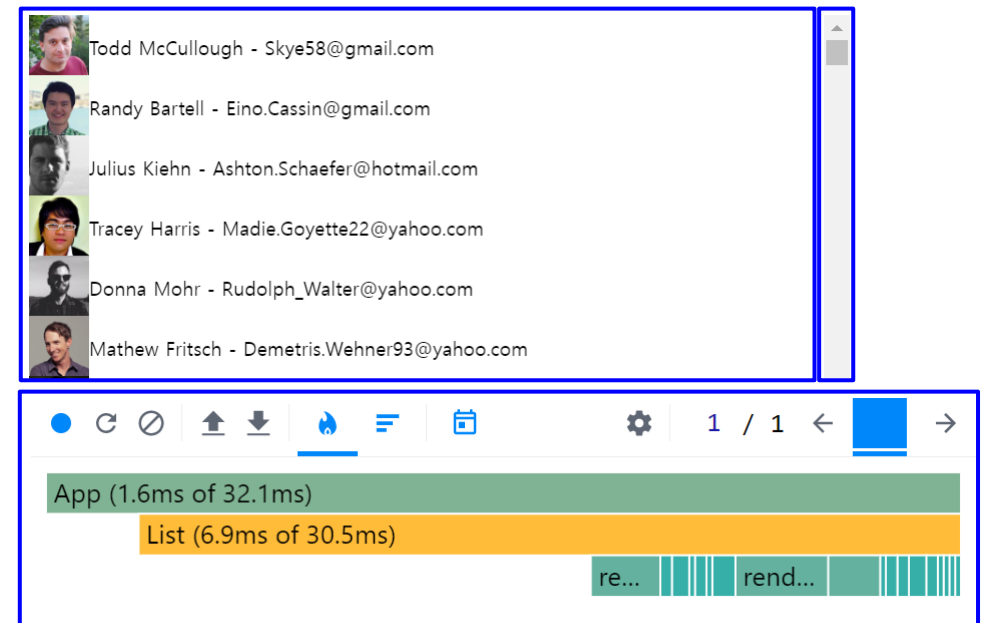 Todd McCullough - Skye58@gmail.com
Randy Bartell - Eino.Cassin@gmail.com
Julius Kiehn - Ashton.Schaefer@hotmail.com
Tracey Harris - Madie.Goyette22@yahoo.com
Donna Mohr - Rudolph_Walter@yahoo.com
Mathew Fritsch - Demetris.Wehner93@yahoo.com
1 / 1
App (1.6ms of 32.1ms)
List (6.9ms of 30.5ms)
re... rend...